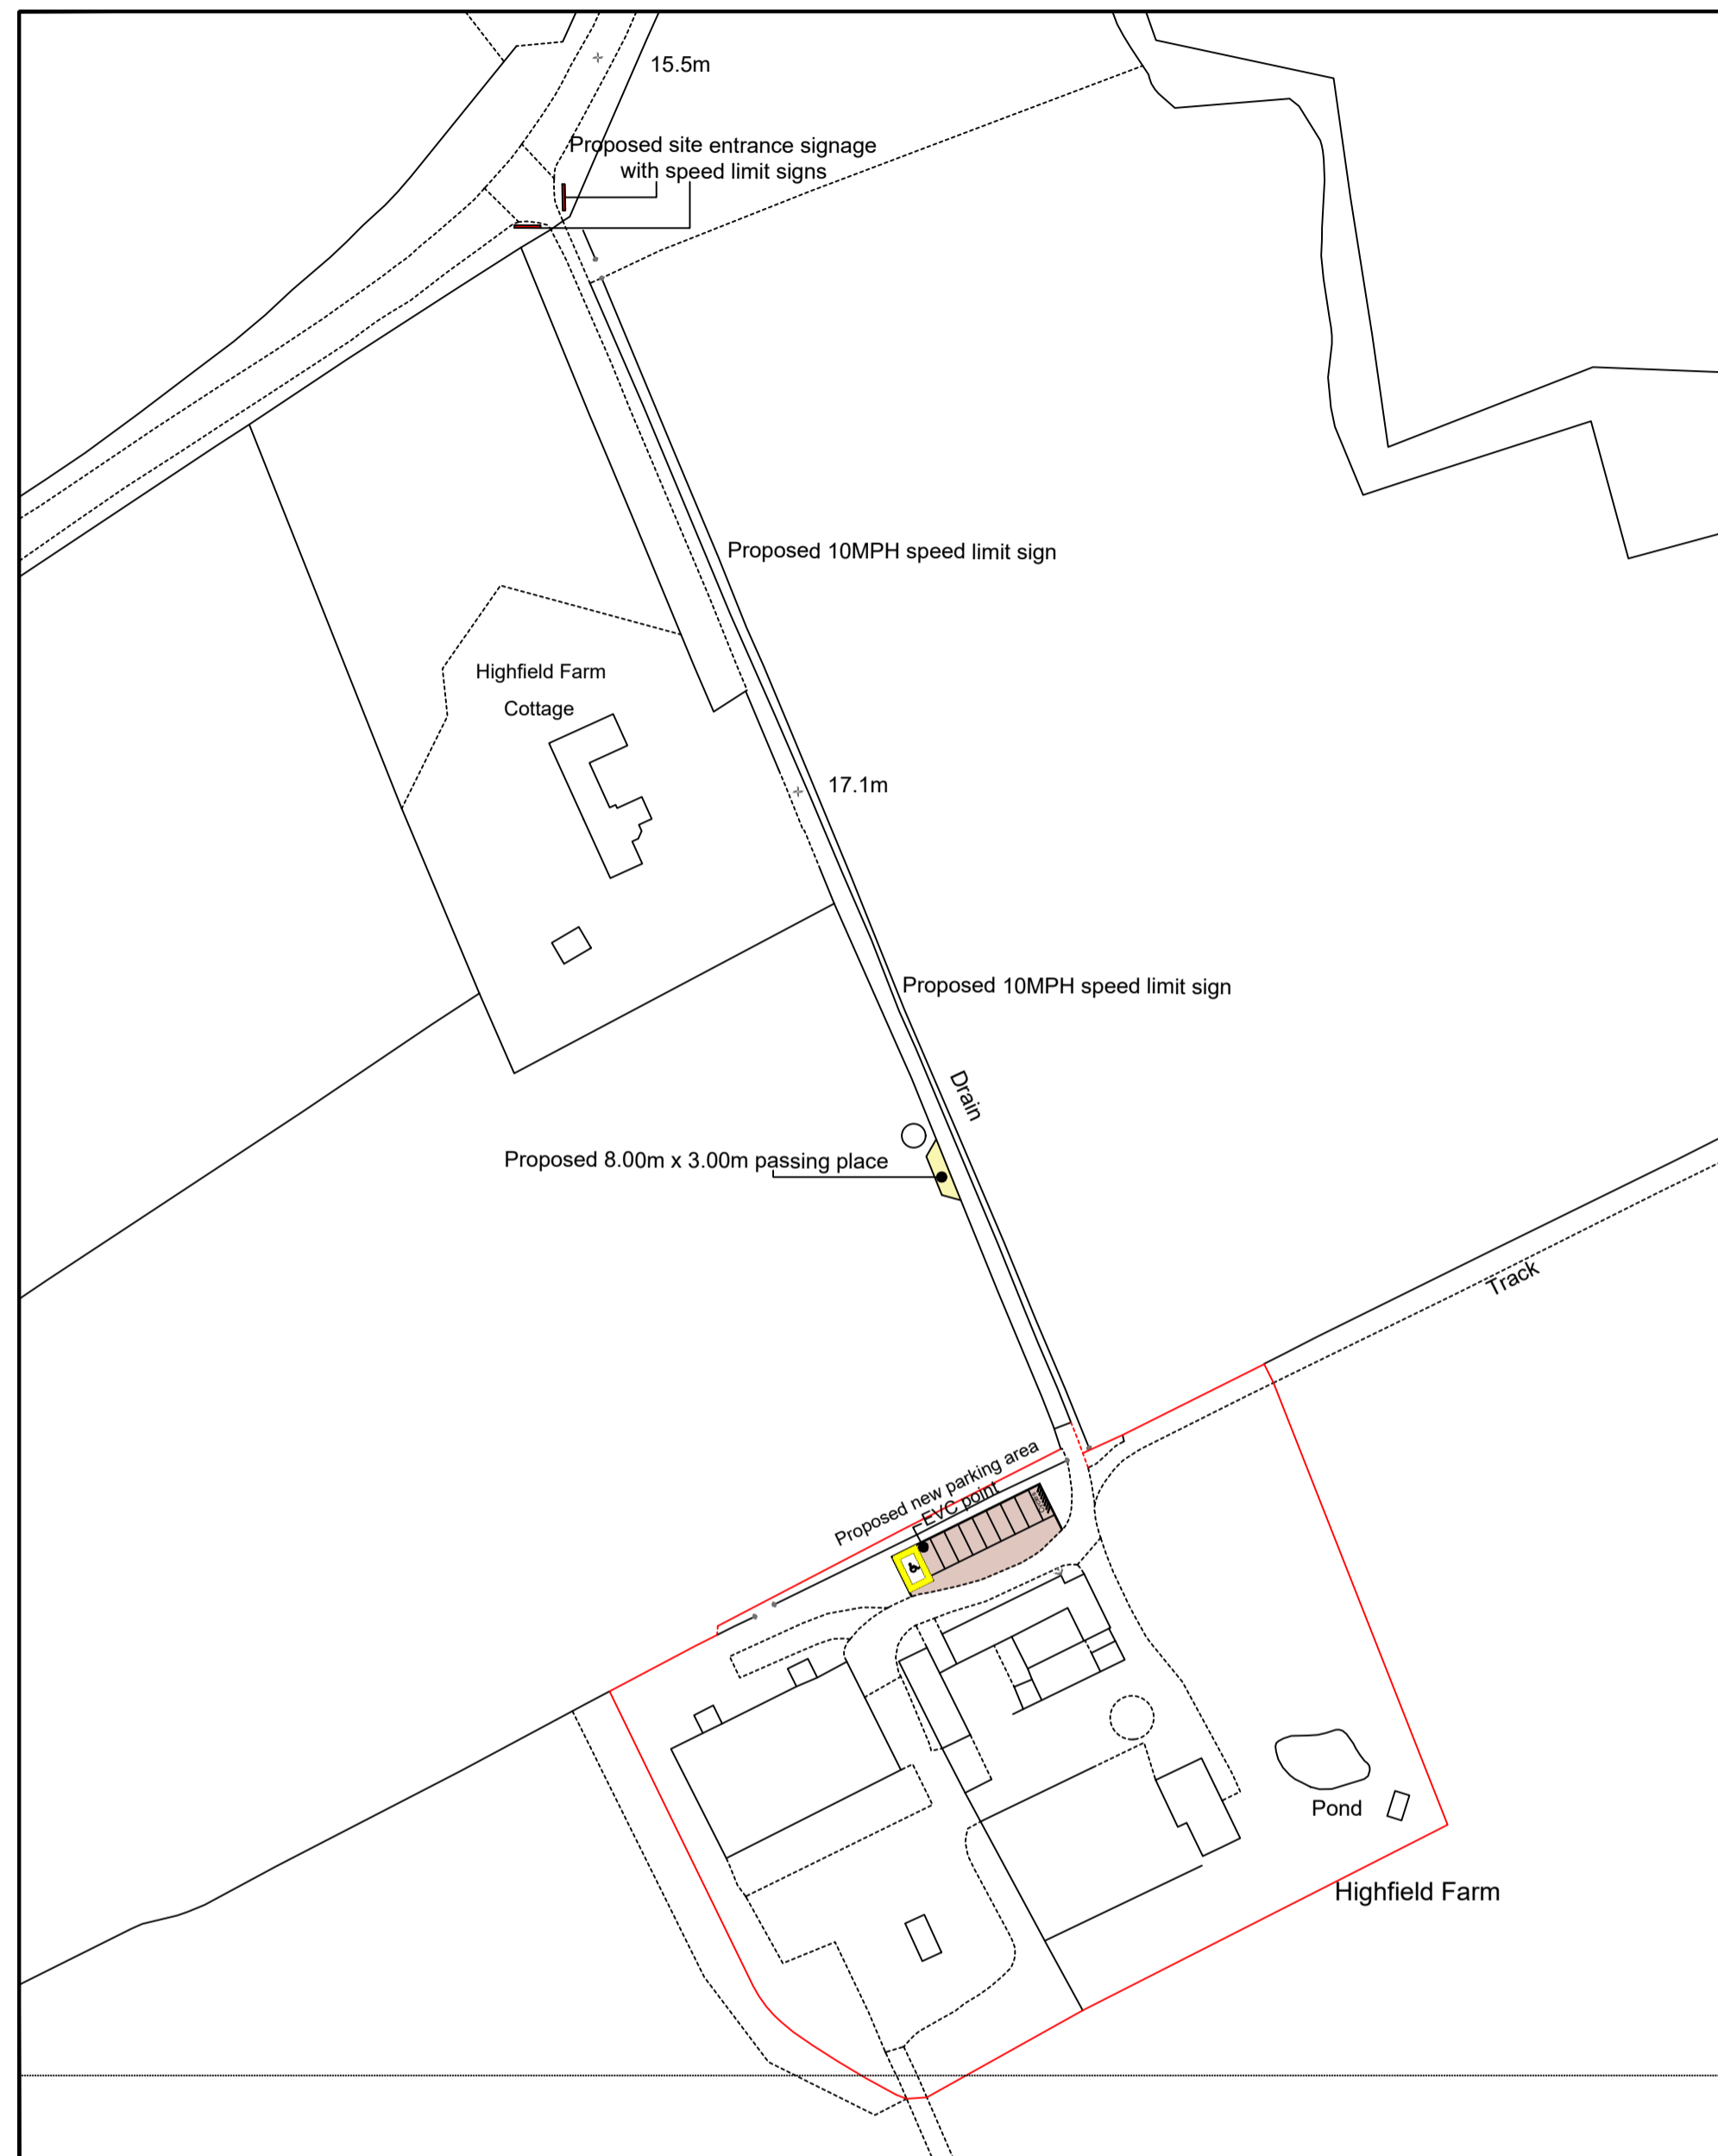 15.5m
Proposed site entrance signage
with speed limit signs
Proposed 10MPH speed limit sign
Highfield Farm
Cottage
17.1m
Proposed 10MPH speed limit sign
Drain
Proposed 8.00m x 3.00m passing place
Track
Proposed new parking area
EVC point
Pond
Highfield Farm